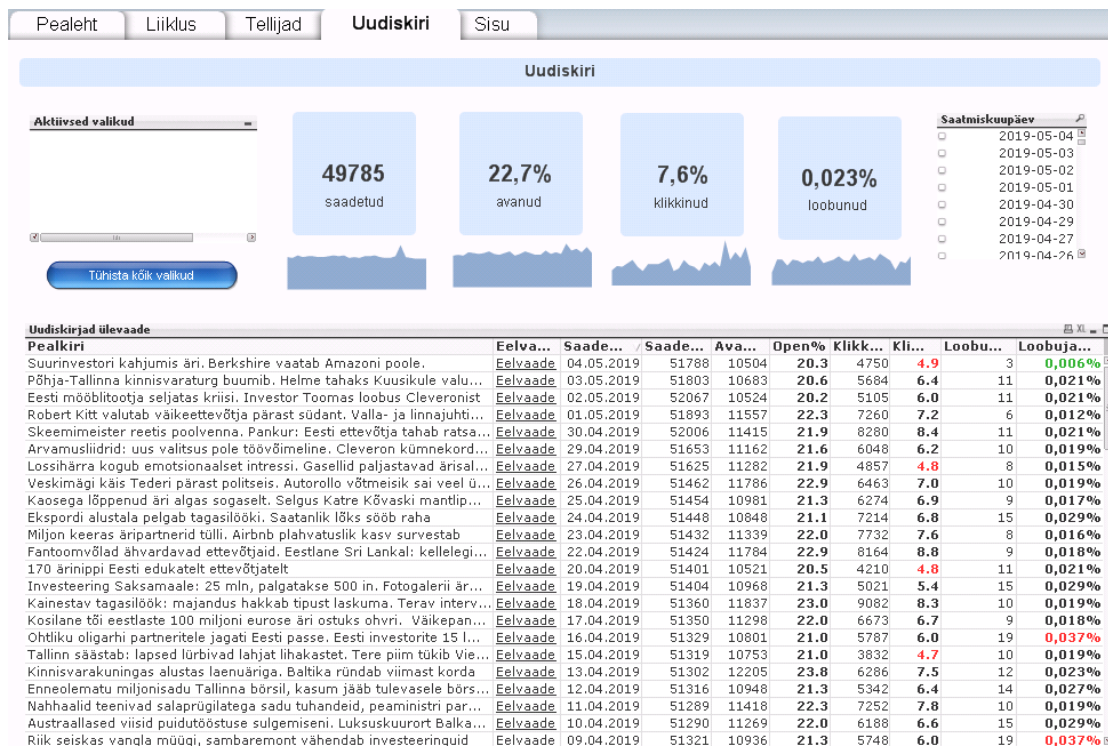 Pealeht Liiklus Tellijad Uudiskiri Sisu
Uudiskiri
Aktiivsed valikud
49785
saadetud
22,7%
avanud
7,6%
klikkinud
0,023%
loobunud
Saatmiskuupäev
2019-05-04
2019-05-03
2019-05-02
2019-05-01
2019-04-30
2019-04-29
2019-04-27
2019-04-26
Tühista kõik valikud
Uudiskirjad ülevaade XL
Pealkiri Eelva... Saade... Saade... Ava... Open% Klikk... Kli... Loobu... Loobuja...
Suurinvestori kahjumis äri. Berkshire vaatab Amazoni poole. Eelvaade 04.05.2019 51788 10504 20.3 4750 4.9 3 0,006%
Põhja-Tallinna kinnisvaraturg buumib. Helme tahaks Kuusikule valu... Eelvaade 03.05.2019 51803 10683 20.6 5684 6.4 11 0,021%
Eesti mööblitootja seljatas kriisi. Investor Toomas loobus Cleveronist Eelvaade 02.05.2019 52067 10524 20.2 5105 6.0 11 0,021%
Robert Kitt valutab väikeettevõtja pärast südant. Valla- ja linnajuhti... Eelvaade 01.05.2019 51893 11557 22.3 7260 7.2 6 0,012%
Skeemimeister reetis poolvenna. Pankur: Eesti ettevõtja tahab ratsa... Eelvaade 30.04.2019 52006 11415 21.9 8280 8.4 11 0,021%
Arvamusliidrid: uus valitsus pole töövõimeline. Cleveron kümnekord... Eelvaade 29.04.2019 51653 11162 21.6 6048 6.2 10 0,019%
Lossihärra kogub emotsionaalset intressi. Gasellid paljastavad ärisal... Eelvaade 27.04.2019 51625 11282 21.9 4857 4.8 8 0,015%
Veskimägi käis Tederi pärast politseis. Autorollo võtmeisik sai veel ü... Eelvaade 26.04.2019 51462 11786 22.9 6463 7.0 10 0,019%
Kaosega lõppenud äri algas sogaselt. Selgus Katre Kõvaski mantlip... Eelvaade 25.04.2019 51454 10981 21.3 6274 6.9 9 0,017%
Ekspordi alustala pelgab tagasilööki. Saatanlik lõks sööb raha Eelvaade 24.04.2019 51448 10848 21.1 7214 6.8 15 0,029%
Miljon keeras äripartnerid tülli. Airbnb plahvatuslik kasv survestab Eelvaade 23.04.2019 51432 11339 22.0 7732 7.6 8 0,016%
Fantoomvõlad ähvardavad ettevõtjaid. Eestlane Sri Lankal: kellelegi... Eelvaade 22.04.2019 51424 11784 22.9 8164 8.8 9 0,018%
170 ärinippi Eesti edukatelt ettevõtjatelt Eelvaade 20.04.2019 51401 10521 20.5 4210 4.8 11 0,021%
Investeering Saksamaale: 25 mln, palgatakse 500 in. Fotogalerii är... Eelvaade 19.04.2019 51404 10968 21.3 5021 5.4 15 0,029%
Kainestav tagasilöök: majandus hakkab tipust laskuma. Terav interv... Eelvaade 18.04.2019 51360 11837 23.0 9082 8.3 10 0,019%
Kosilane tõi eestlaste 100 miljoni eurose äri ostuks ohvri. Väikepan... Eelvaade 17.04.2019 51350 11298 22.0 6673 6.7 9 0,018%
Ohtliku oligarhi partneritele jagati Eesti passe. Eesti investorite 15 l... Eelvaade 16.04.2019 51329 10801 21.0 5787 6.0 19 0,037%
Tallinn säästab: lapsed lürbivad lahjat lihakastet. Tere piim tükib Vie... Eelvaade 15.04.2019 51319 10753 21.0 3832 4.7 10 0,019%
Kinnisvarakuningas alustas laenuäriga. Baltika ründab viimast korda Eelvaade 13.04.2019 51302 12205 23.8 6286 7.5 12 0,023%
Enneolematu miljonisadu Tallinna börsil, kasum jääb tulevasele börs... Eelvaade 12.04.2019 51316 10948 21.3 5342 6.4 14 0,027%
Nahhaalid teenivad salaprügilatega sadu tuhandeid, peaministri par... Eelvaade 11.04.2019 51289 11418 22.3 7252 7.8 10 0,019%
Austraallased viisid puidutööstuse sulgemiseni. Luksuskuurort Balka... Eelvaade 10.04.2019 51290 11269 22.0 6188 6.6 15 0,029%
Riik seiskas vangla müügi, sambaremont vähendab investeeringuid Eelvaade 09.04.2019 51321 10936 21.3 5748 6.0 19 0,037%